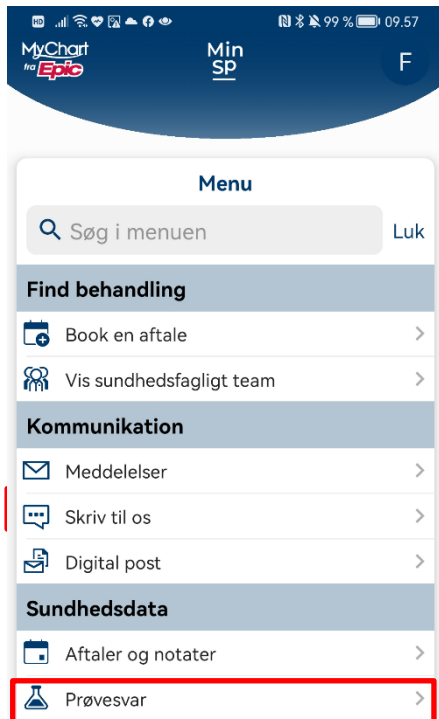 HD 99 % 09.57
MyChart
fra Epic
Min
SP
F
Menu
Søg i menuen Luk
Find behandling
Book en aftale
Vis sundhedsfagligt team
Kommunikation
Meddelelser
Skriv til os
Digital post
Sundhedsdata
Aftaler og notater
Prøvesvar